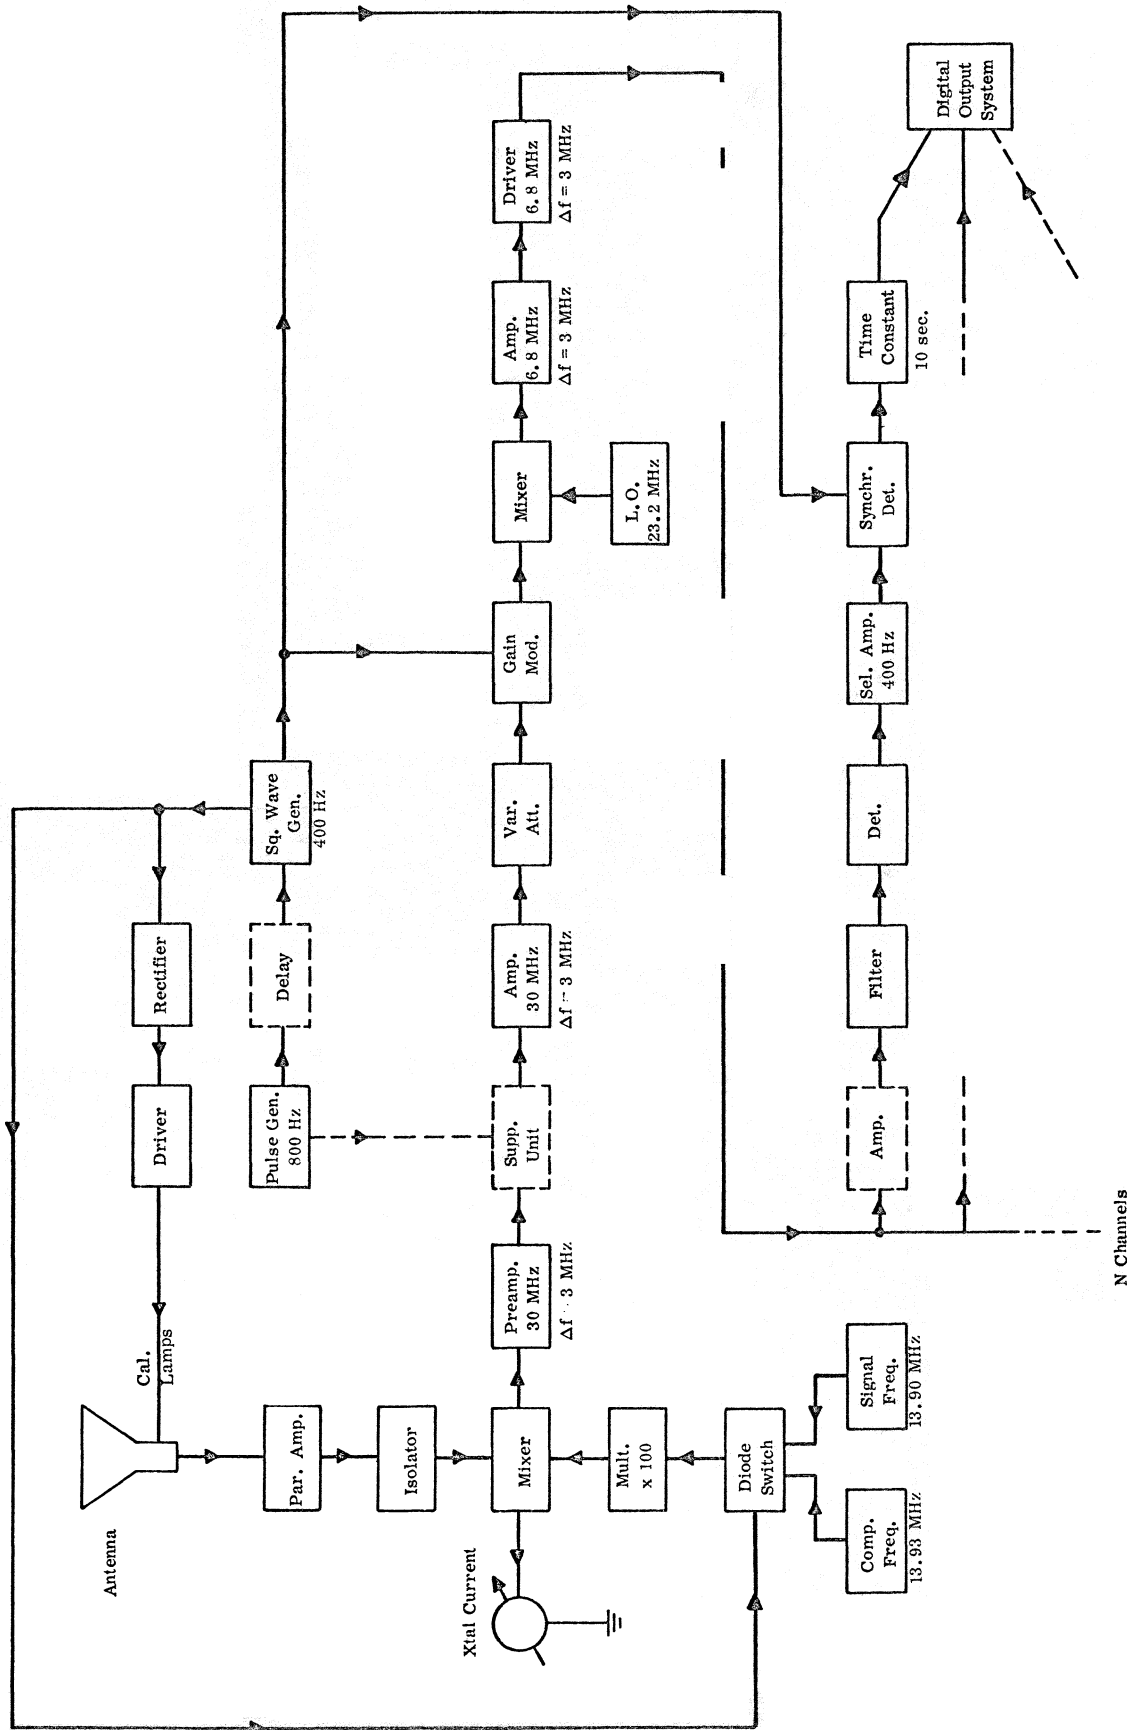 Antenna
Cal.
Lamps
Driver
Rectifier
Par. Amp.
Pulse Gen.
800 Hz
Delay
Sq. Wave
Gen.
400 Hz
Isolator
Xtal Current
Mixer
Preamp.
30 MHz
Δf - 3 MHz
Supp.
Unit
Amp.
30 MHz
Δf = 3 MHz
Var.
Att.
Gain
Mod.
Mixer
Amp.
6.8 MHz
Δf = 3 MHz
Driver
6.8 MHz
Δf = 3 MHz
L.O.
23.2 MHz
Mult.
x 100
Diode
Switch
Comp.
Freq.
13.93 MHz
Signal
Freq.
13.90 MHz
Amp.
Filter
Det.
Sel. Amp.
400 Hz
Synchr.
Det.
Time
Constant
10 sec.
Digital
Output
System
N Channels